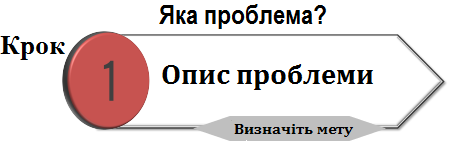 Яка проблема?
Крок
1
Опис проблеми
Визначіть мету